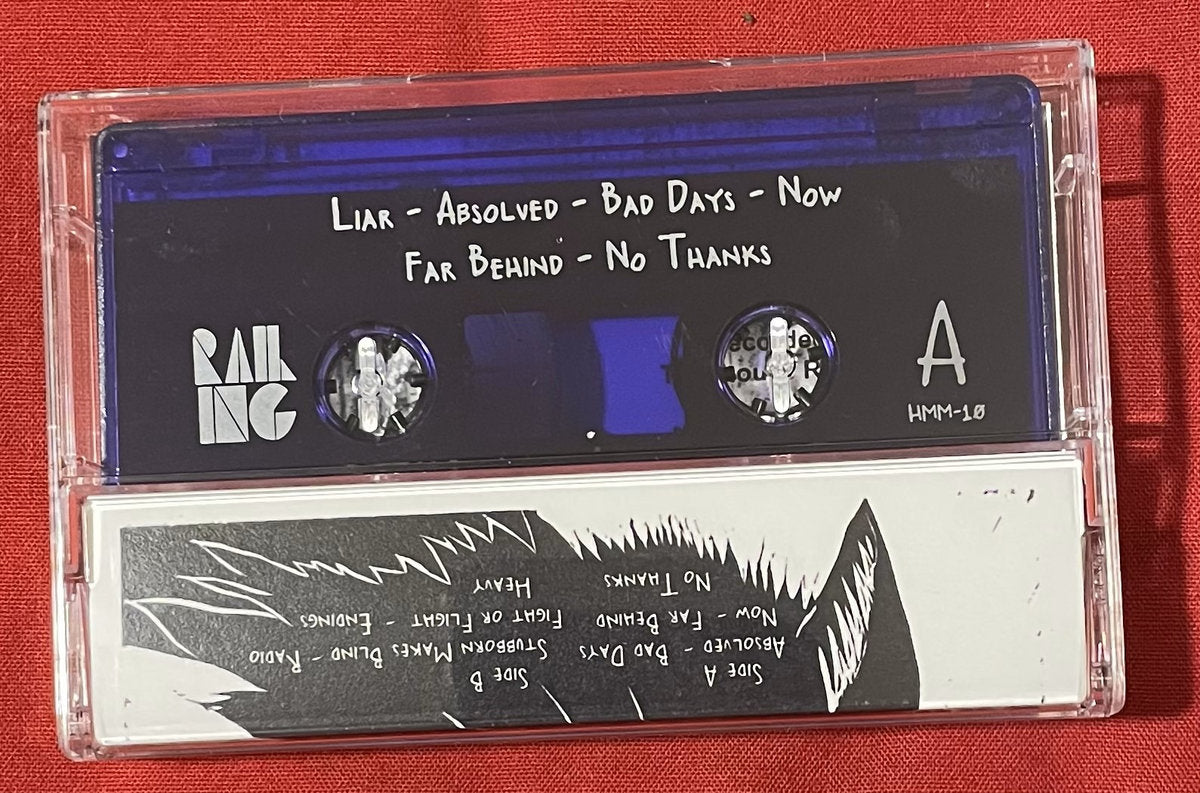 Liar - Absolved - Bad Days - Now
Far Behind - No Thanks
RAIL
ING
A
HMM-10
Side A
Absolved - Bad Days
Now - Far Behind
No Thanks
Side B
Stubborn Makes Blind - Radio
Fight or Flight - Endings
Heavy